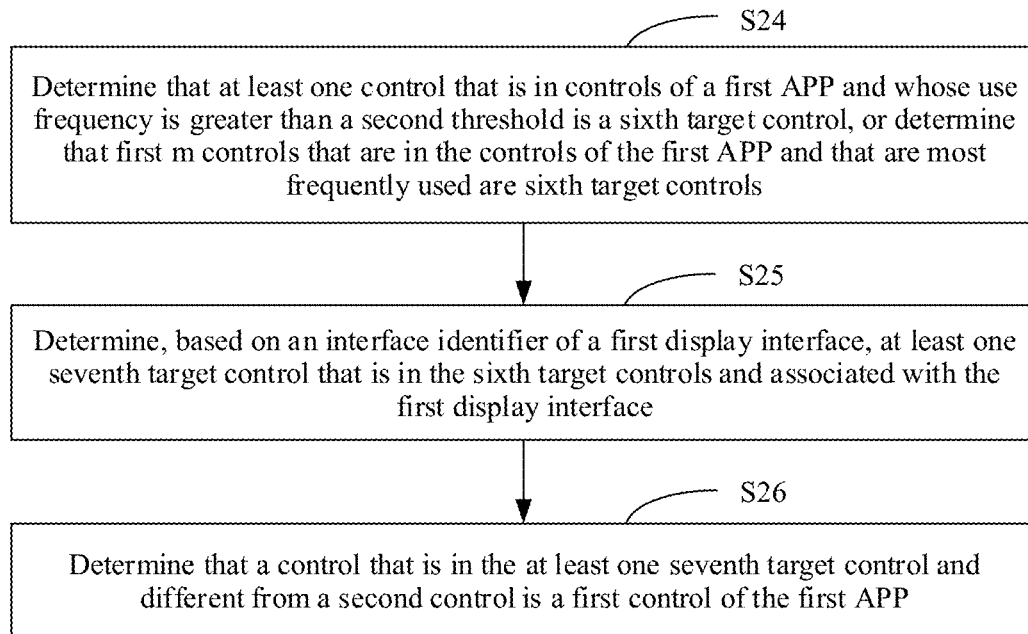 S24
Determine that at least one control that is in controls of a first APP and whose use
frequency is greater than a second threshold is a sixth target control, or determine
that first m controls that are in the controls of the first APP and that are most
frequently used are sixth target controls
S25
Determine, based on an interface identifier of a first display interface, at least one
seventh target control that is in the sixth target controls and associated with the
first display interface
S26
Determine that a control that is in the at least one seventh target control and
different from a second control is a first control of the first APP